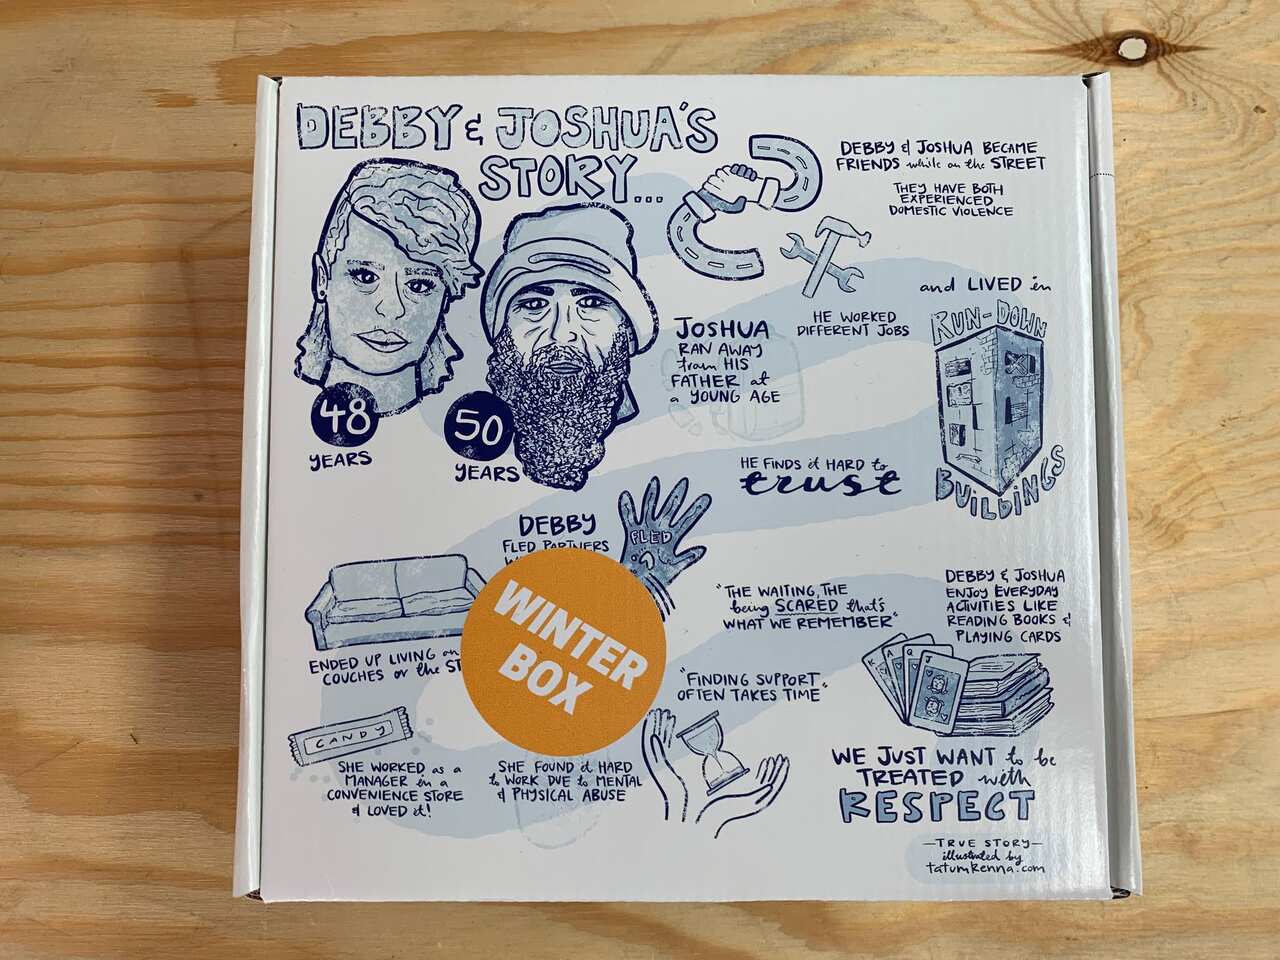 DEBBY & JOSHUA'S
STORY...
48
YEARS
50
YEARS
DEBBY & JOSHUA BECAME
FRIENDS while on the STREET
THEY HAVE BOTH
EXPERIENCED
DOMESTIC VIOLENCE
HE WORKED
DIFFERENT JOBS
and LIVED in
RUN-DOWN
BUILDINGS
JOSHUA
RAN AWAY
from HIS
FATHER at
a YOUNG AGE
HE FINDS it HARD to
trust
DEBBY
FLED PARTNERS
FLED
WINTER
BOX
ENDED UP LIVING on
COUCHES or the
CANDY
SHE WORKED as a
MANAGER in a
CONVENIENCE STORE
& LOVED it!
SHE FOUND it HARD
to WORK DUE to MENTAL
& PHYSICAL ABUSE
"THE WAITING, THE
being SCARED that's
WHAT WE REMEMBER"
"FINDING SUPPORT
OFTEN TAKES TIME"
DEBBY & JOSHUA
ENJOY EVERYDAY
ACTIVITIES LIKE
READING BOOKS &
PLAYING CARDS
K A Q J
WE JUST WANT to be
TREATED with
RESPECT
—TRUE STORY—
illustrated by
tatumkenna.com